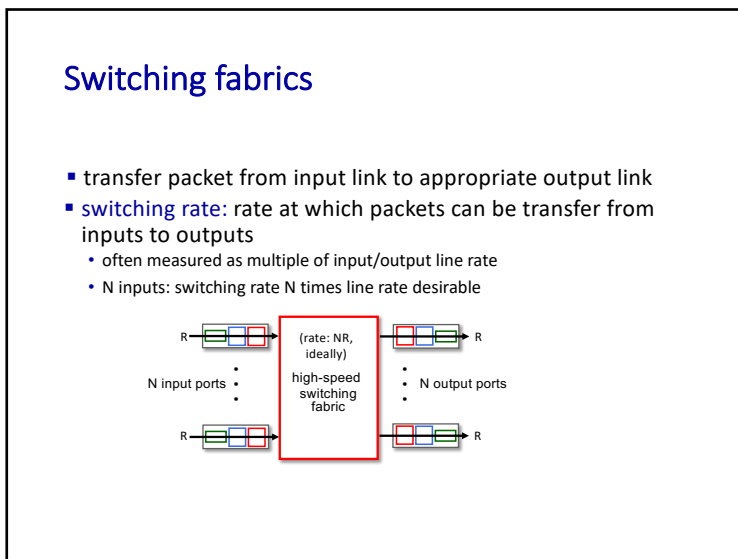 Switching fabrics
▪ transfer packet from input link to appropriate output link
▪ switching rate: rate at which packets can be transfer from
inputs to outputs
• often measured as multiple of input/output line rate
• N inputs: switching rate N times line rate desirable
R
(rate: NR,
ideally)
R
high-speed
switching
fabric
N input ports
N output ports
R
R